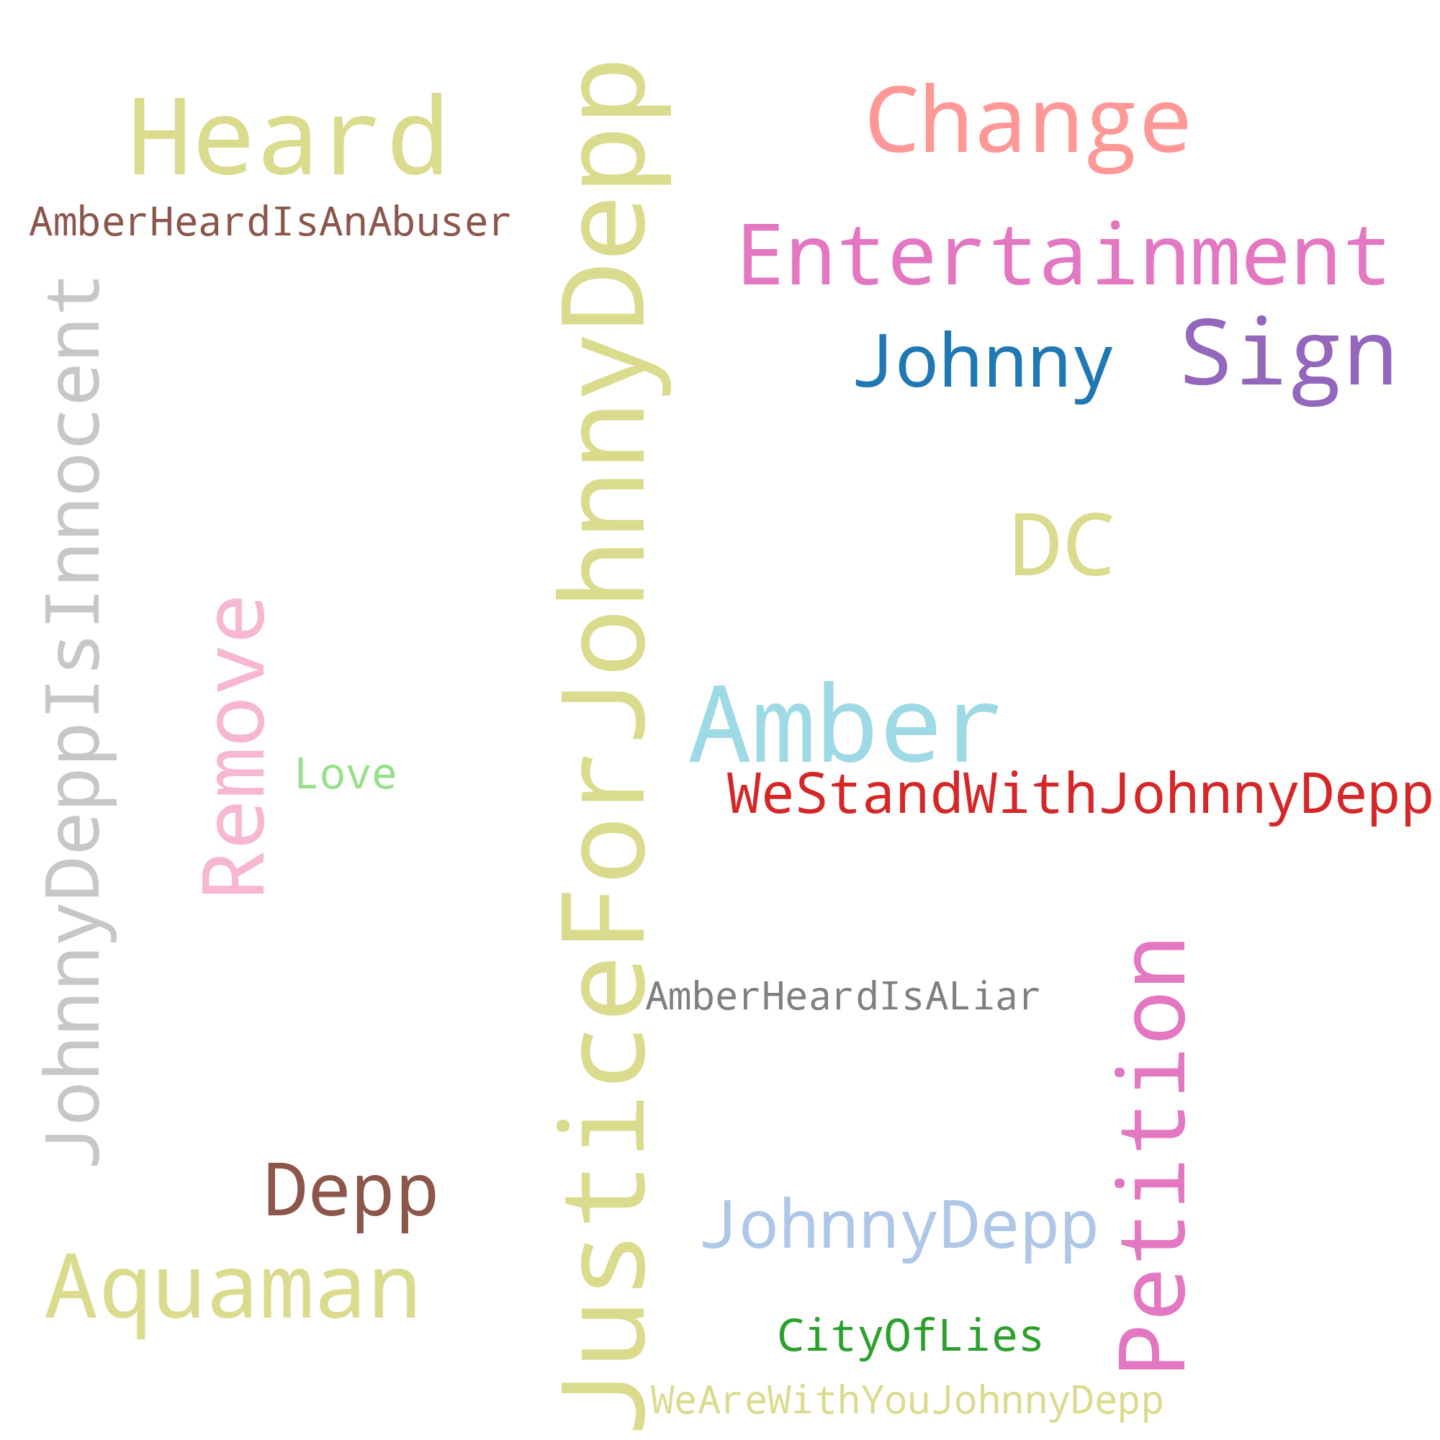 Heard
Change
AmberHeardIsAnAbuser
Entertainment
Johnny
Sign
JohnnyDeppIsInnocent
JusticeForJohnnyDepp
DC
Remove
Amber
Love
WeStandWithJohnnyDepp
AmberHeardIsALiar
Petition
Depp
JohnnyDepp
Aquaman
CityOfLies
WeAreWithYouJohnnyDepp